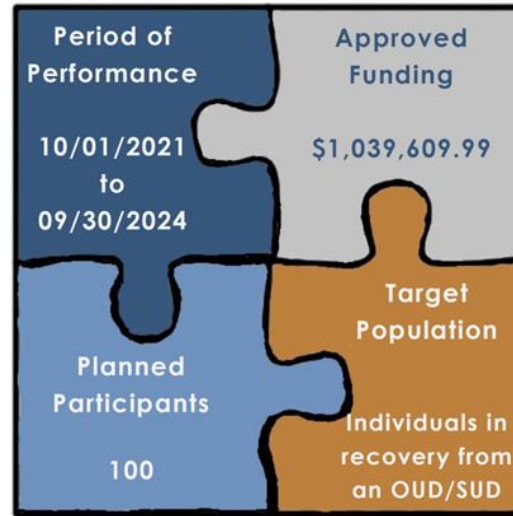 Period of
Performance
10/01/2021
to
09/30/2024
Approved
Funding
$1,039,609.99
Planned
Participants
100
Target
Population
Individuals in
recovery from
an OUD/SUD